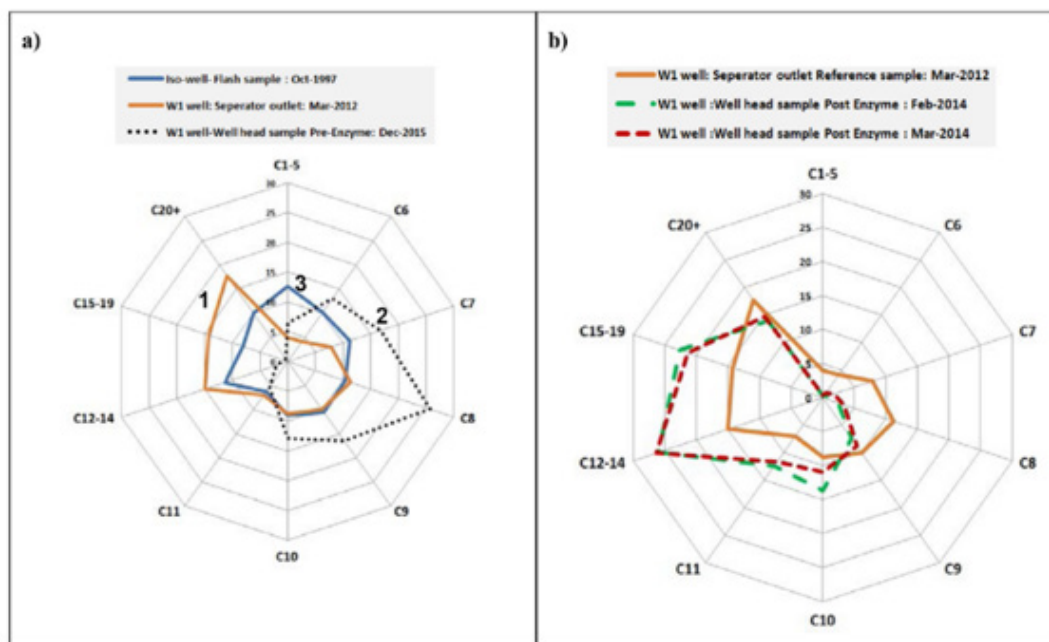 a)
Iso-well- Flash sample : Oct-1997
W1 well: Seperator outlet: Mar-2012
W1 well-Well head sample Pre-Enzyme: Dec-2015
C1-5
30
25
20
15
10
5
0
C6
C7
C8
C9
C10
C11
C12-14
C15-19
C20+
1
2
3
b)
W1 well: Seperator outlet Reference sample: Mar-2012
W1 well :Well head sample Post Enzyme : Feb-2014
W1 well :Well head sample Post Enzyme : Mar-2014
C1-5
30
25
20
15
10
5
0
C6
C7
C8
C9
C10
C11
C12-14
C15-19
C20+